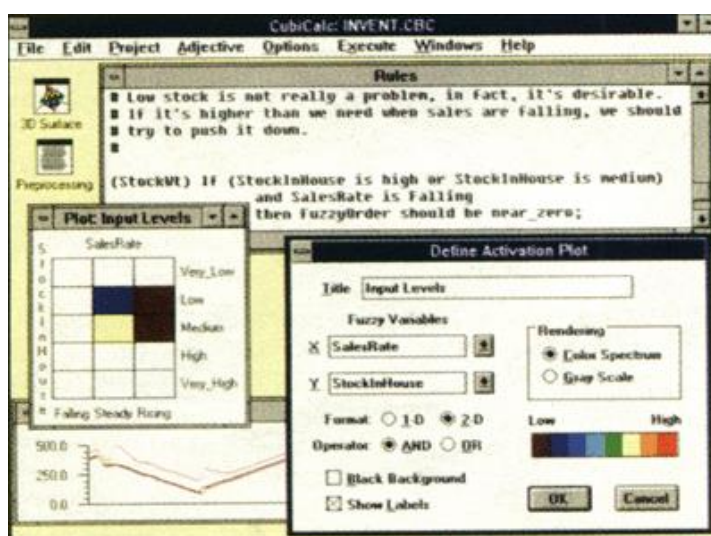 CubiCalc: INVENT.CBC
File Edit Project Adjective Options Execute Windows Help
3D Surface
Preprocessing
Rules
# Low stock is not really a problem, in fact, it's desirable.
# If it's higher than we need when sales are falling, we should
# try to push it down.
#
(StockWt) If (StockInHouse is high or StockInHouse is medium)
and SalesRate is Falling
then FuzzyOrder should be near_zero;
Plot: Input Levels
SalesRate
StockInHouse
Very_Low
Low
Medium
High
Very_High
Falling Steady Rising
500.0
250.0
0.0
Define Activation Plot
Title Input Levels
Fuzzy Variables
X SalesRate
Y StockInHouse
Format: 1-D 2-D
Operator: AND OR
Black Background
Show Labels
Rendering
Color Spectrum
Gray Scale
Low High
OK Cancel